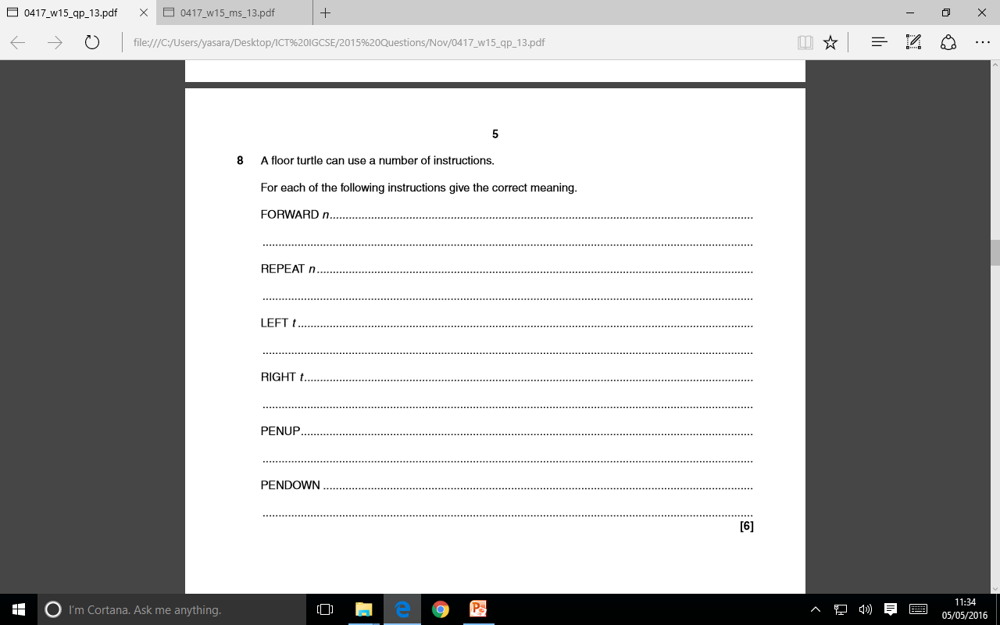 0417_w15_qp_13.pdf
0417_w15_ms_13.pdf
file:///C:/Users/yasara/Desktop/ICT%20IGCSE/2015%20Questions/Nov/0417_w15_qp_13.pdf
5
8 A floor turtle can use a number of instructions.
For each of the following instructions give the correct meaning.
FORWARD n
REPEAT n
LEFT t
RIGHT t
PENUP
PENDOWN
[6]
I'm Cortana. Ask me anything.
11:34
05/05/2016